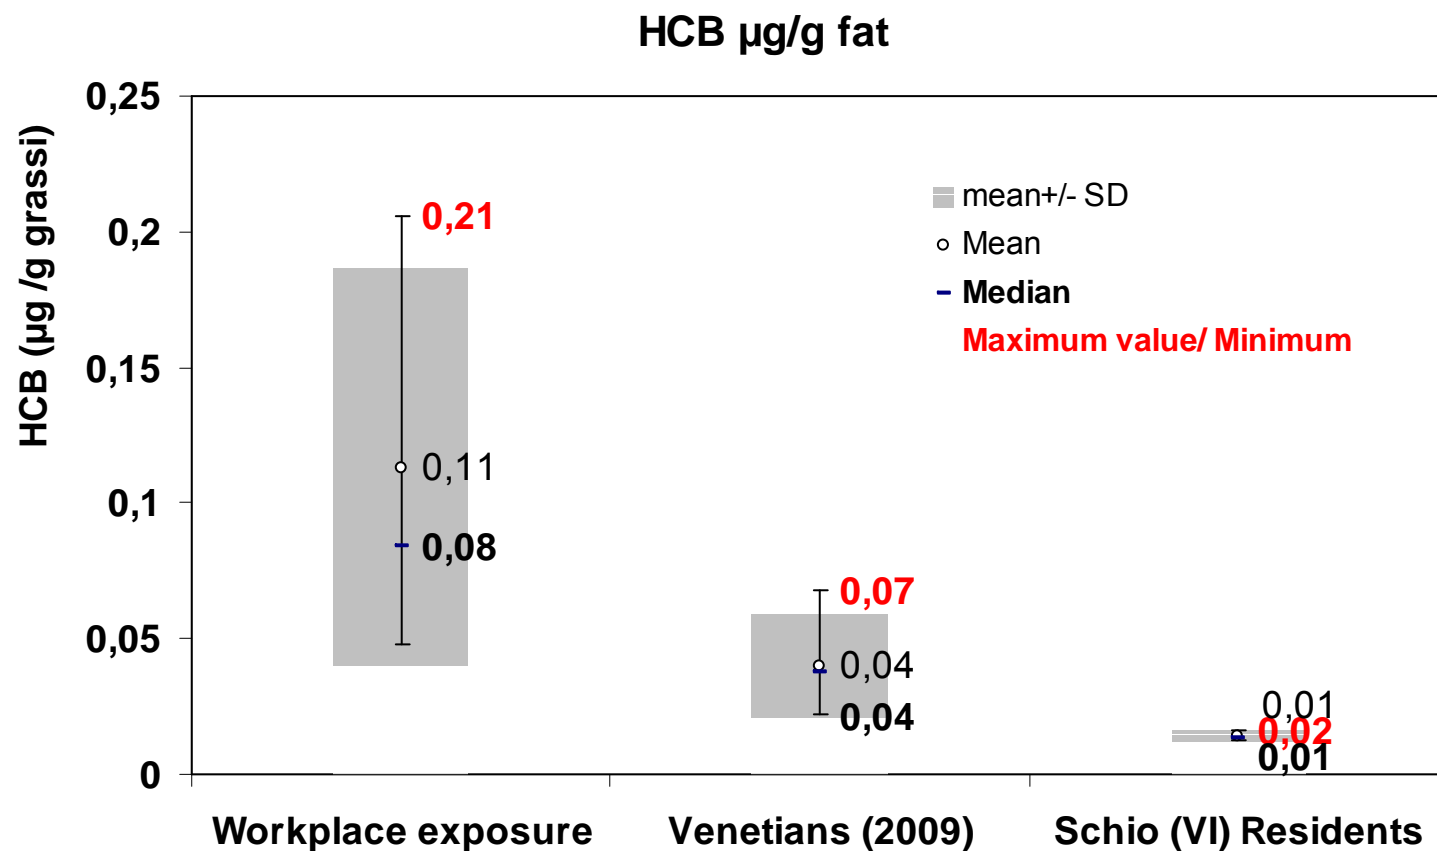 HCB µg/g fat
HCB (µg /g grassi)
0,25
0,2
0,15
0,1
0,05
0
mean+/- SD
Mean
Median
Maximum value/ Minimum
0,21
0,11
0,08
0,07
0,04
0,04
0,01
0,02
0,01
Workplace exposure
Venetians (2009)
Schio (VI) Residents